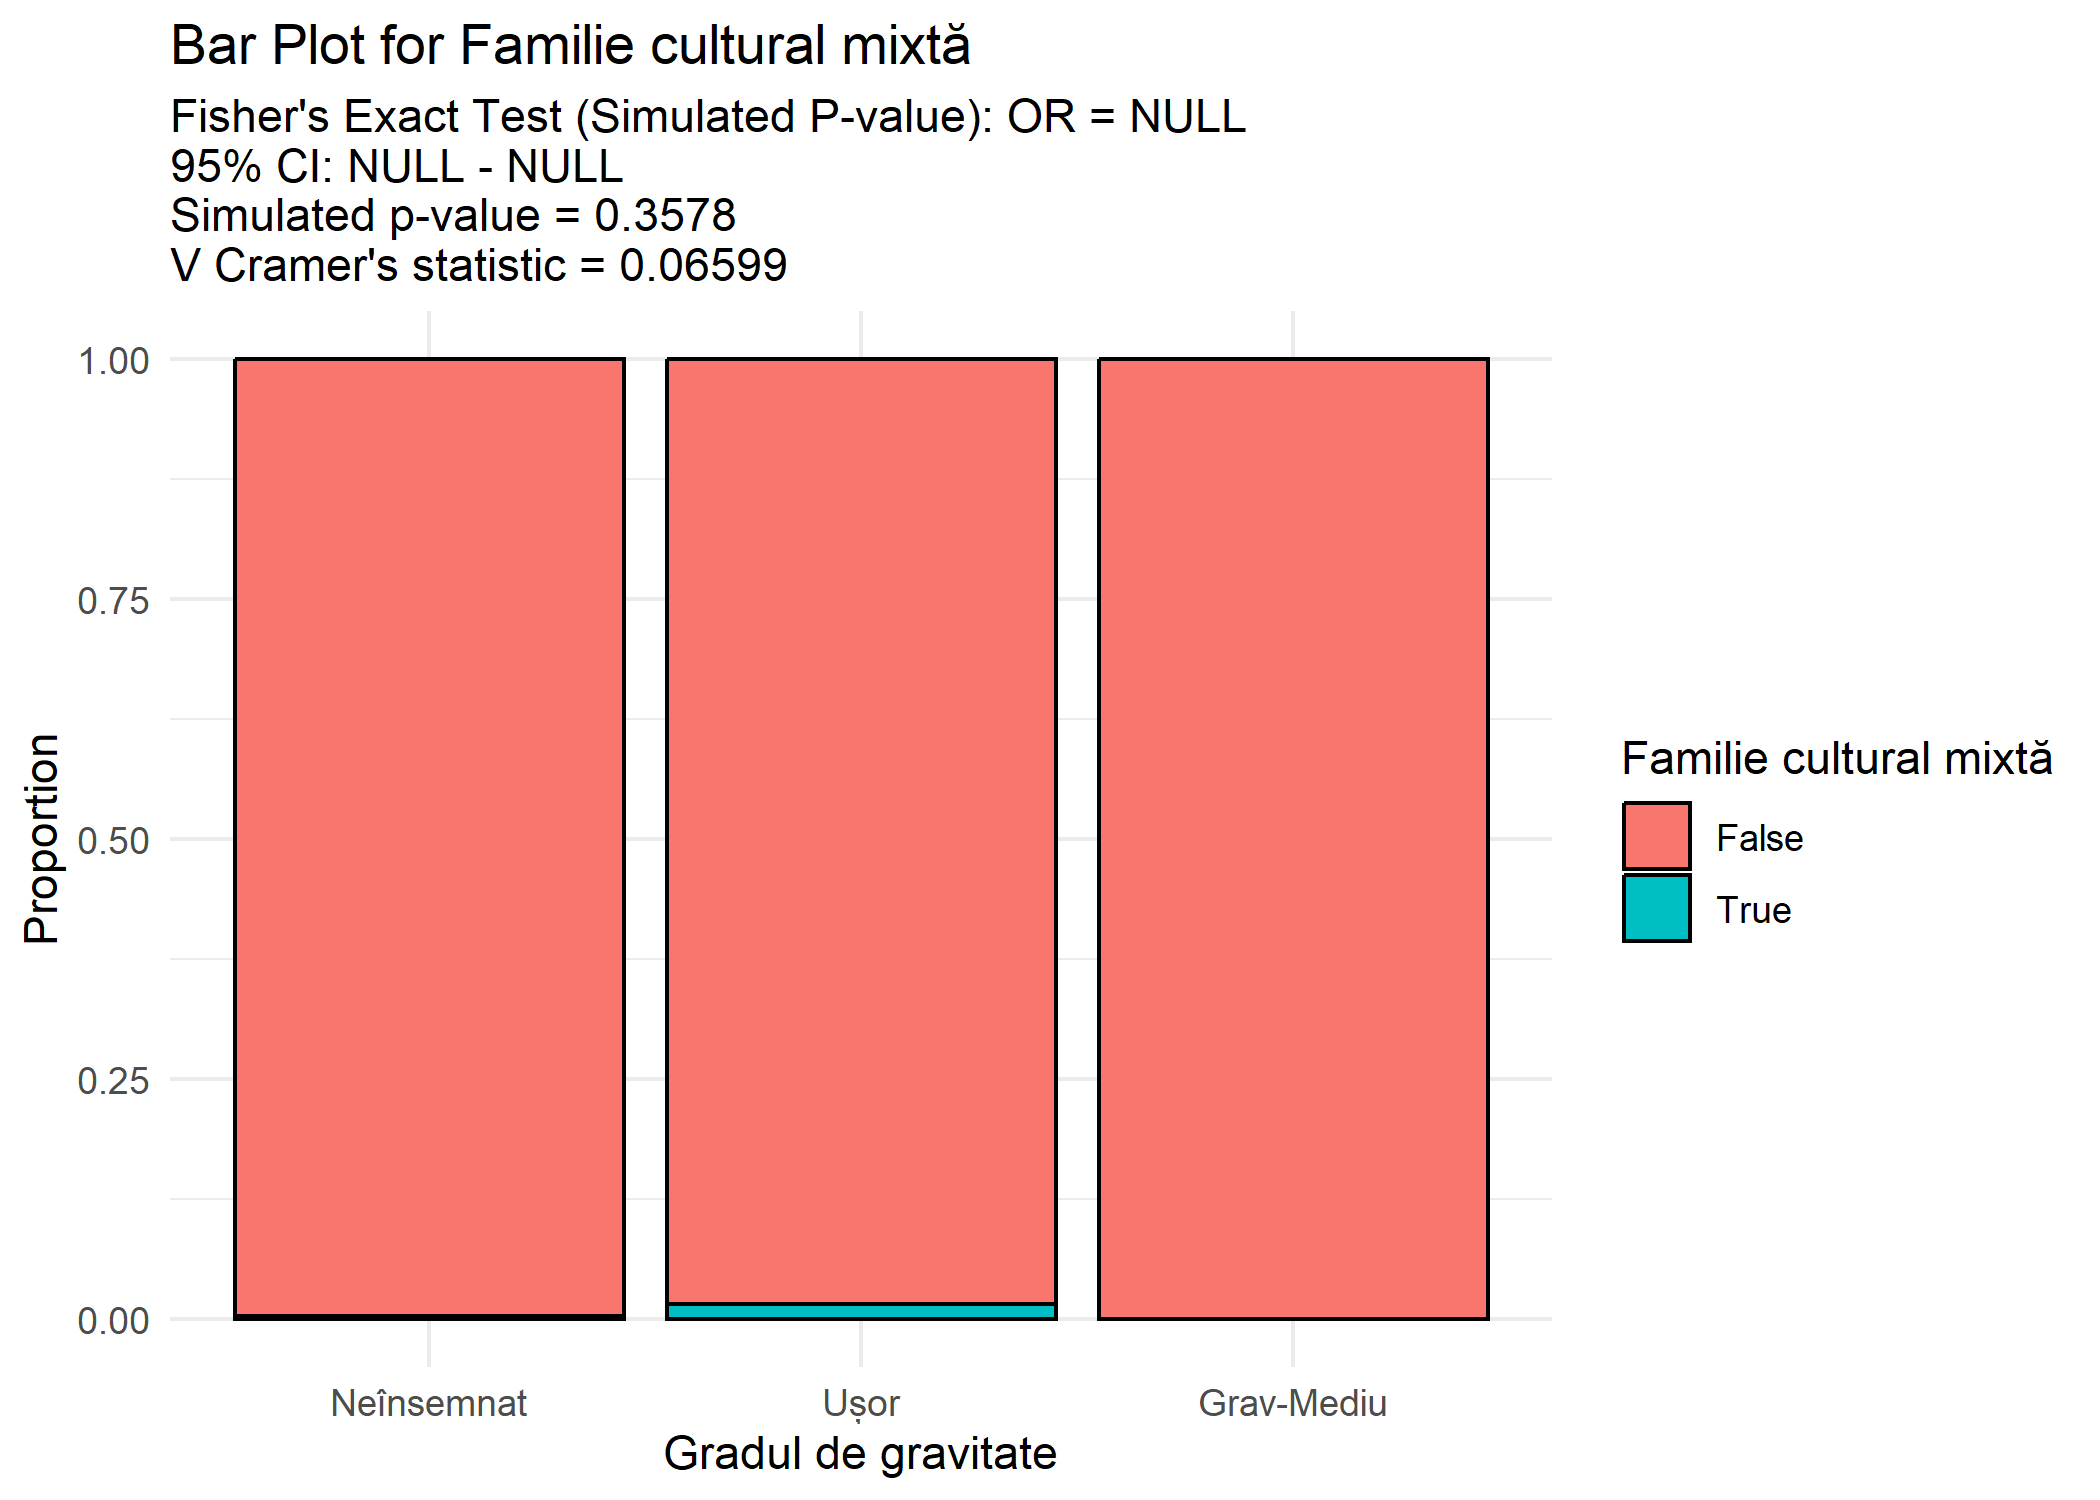 Bar Plot for Familie cultural mixtă
Fisher's Exact Test (Simulated P-value): OR = NULL
95% CI: NULL - NULL
Simulated p-value = 0.3578
V Cramer's statistic = 0.06599
1.00
0.75
0.50
0.25
0.00
Proportion
Neînsemnat
Ușor
Grav-Mediu
Gradul de gravitate
Familie cultural mixtă
False
True